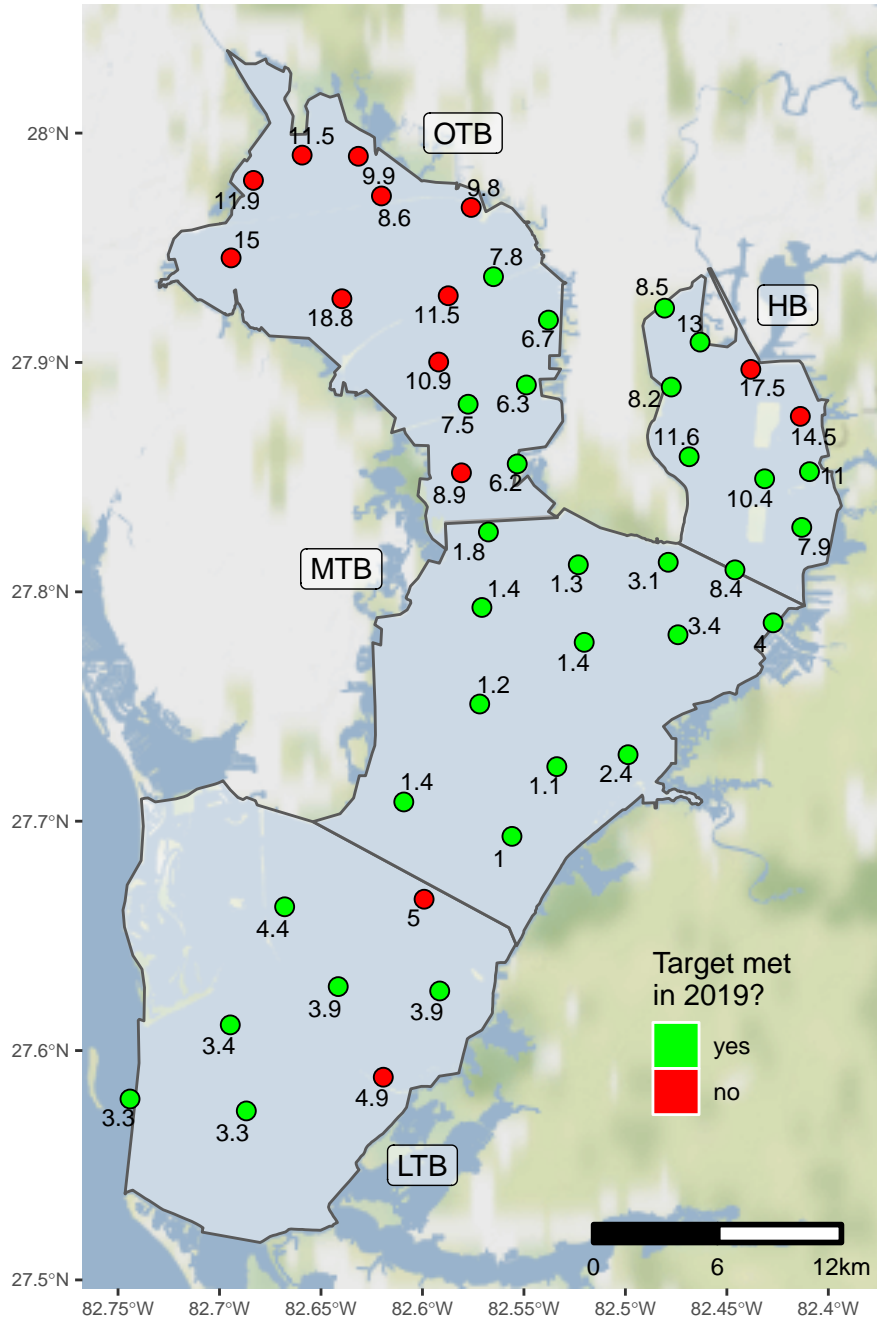 28°N
27.9°N
27.8°N
27.7°N
27.6°N
27.5°N
82.75°W
82.7°W
82.65°W
82.6°W
82.55°W
82.5°W
82.45°W
82.4°W
OTB
11.5
9.9
9.8
11.9
8.6
15
7.8
18.8
11.5
6.7
10.9
6.3
7.5
8.9
6.2
HB
8.5
13
17.5
8.2
14.5
11.6
11
10.4
7.9
8.4
MTB
1.8
1.3
3.1
1.4
3.4
4
1.4
1.2
1.1
2.4
1.4
1
LTB
5
4.4
3.9
3.9
3.4
4.9
3.3
3.3
Target met
in 2019?
yes
no
0
6
12km